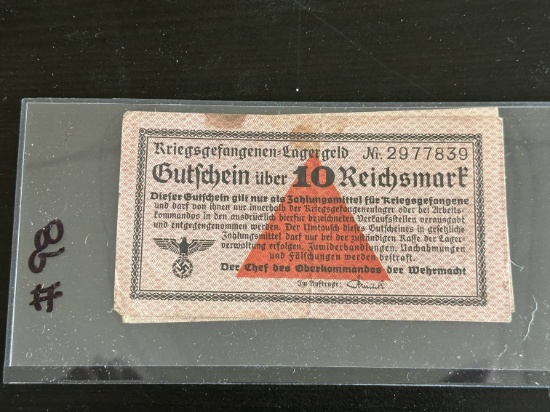 Kriegsgefangenen-Lagergeld № 2977839
Gutschein über 10 Reichsmark
Dieser Gutschein gilt nur als Zahlungsmittel für Kriegsgefangene
und darf von ihnen nur innerhalb der Kriegsgefangenenlager oder bei Arbeits-
kommandos in den ausdrücklich hierfür bezeichneten Verkaufsstellen verausgabt
und entgegengenommen werden. Der Umtausch dieses Gutscheines in gesetzliche
Zahlungsmittel darf nur bei der zuständigen Kasse der Lager-
verwaltung erfolgen. Zuwiderhandlungen, Nachahmungen
und Fälschungen werden bestraft.
Der Chef des Oberkommandos der Wehrmacht
Im Auftrage:
#